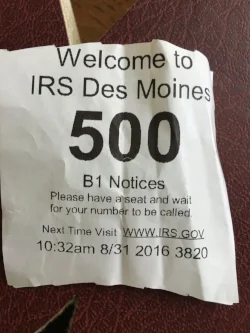 Welcome to
IRS Des Moines
500
B1 Notices
Please have a seat and wait
for your number to be called.
Next Time Visit WWW.IRS.GOV
10:32am 8/31 2016 3820